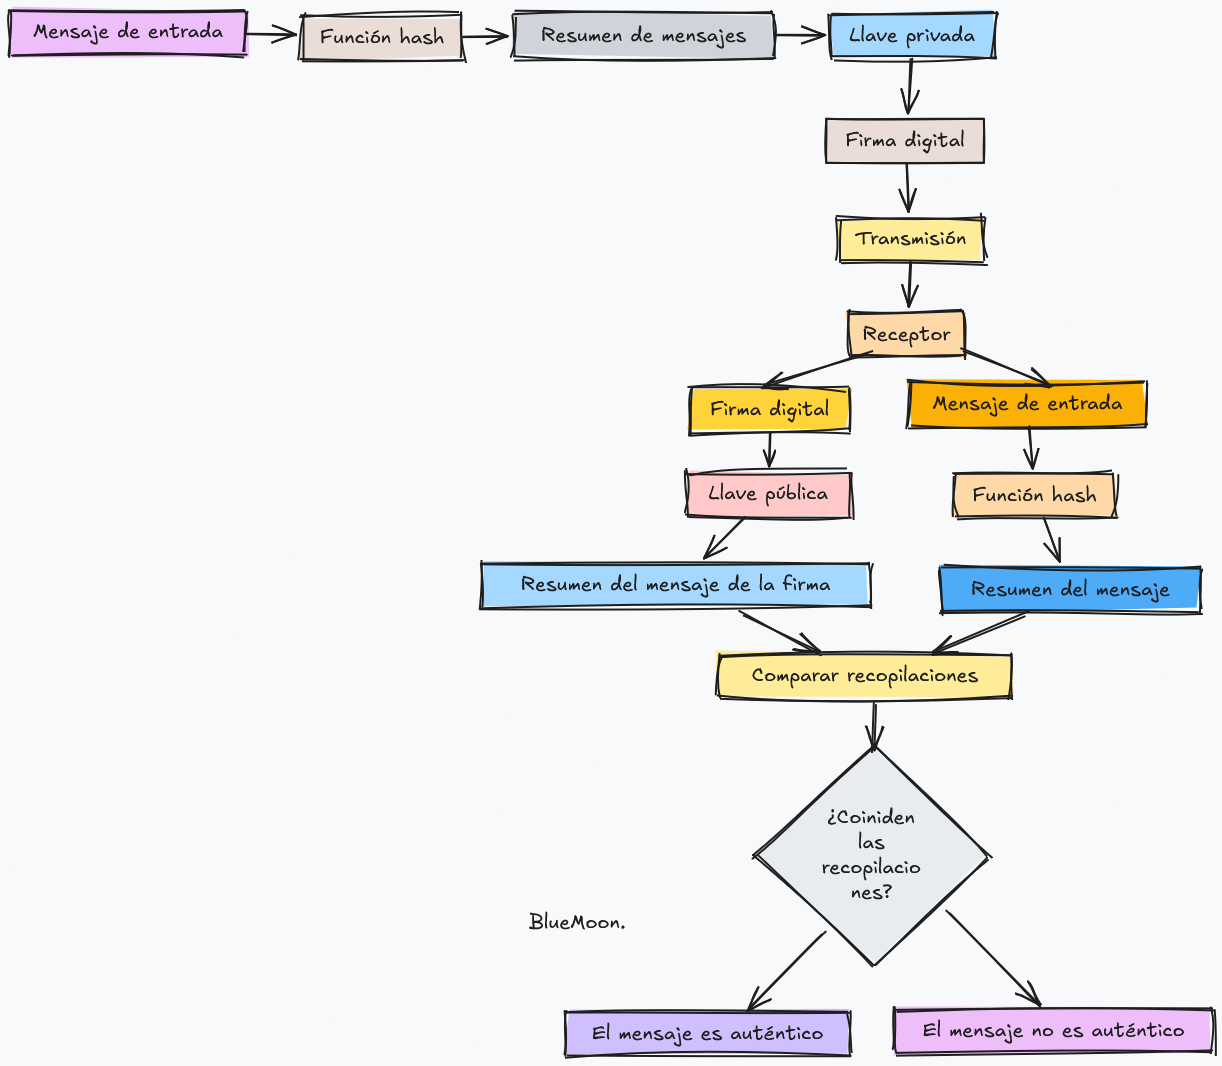 Mensaje de entrada
Función hash
Resumen de mensajes
Llave privada
Firma digital
Transmisión
Receptor
Firma digital
Mensaje de entrada
Llave pública
Función hash
Resumen del mensaje de la firma
Resumen del mensaje
Comparar recopilaciones
¿Coiniden
las
recopilacio
nes?
BlueMoon.
El mensaje es auténtico
El mensaje no es auténtico